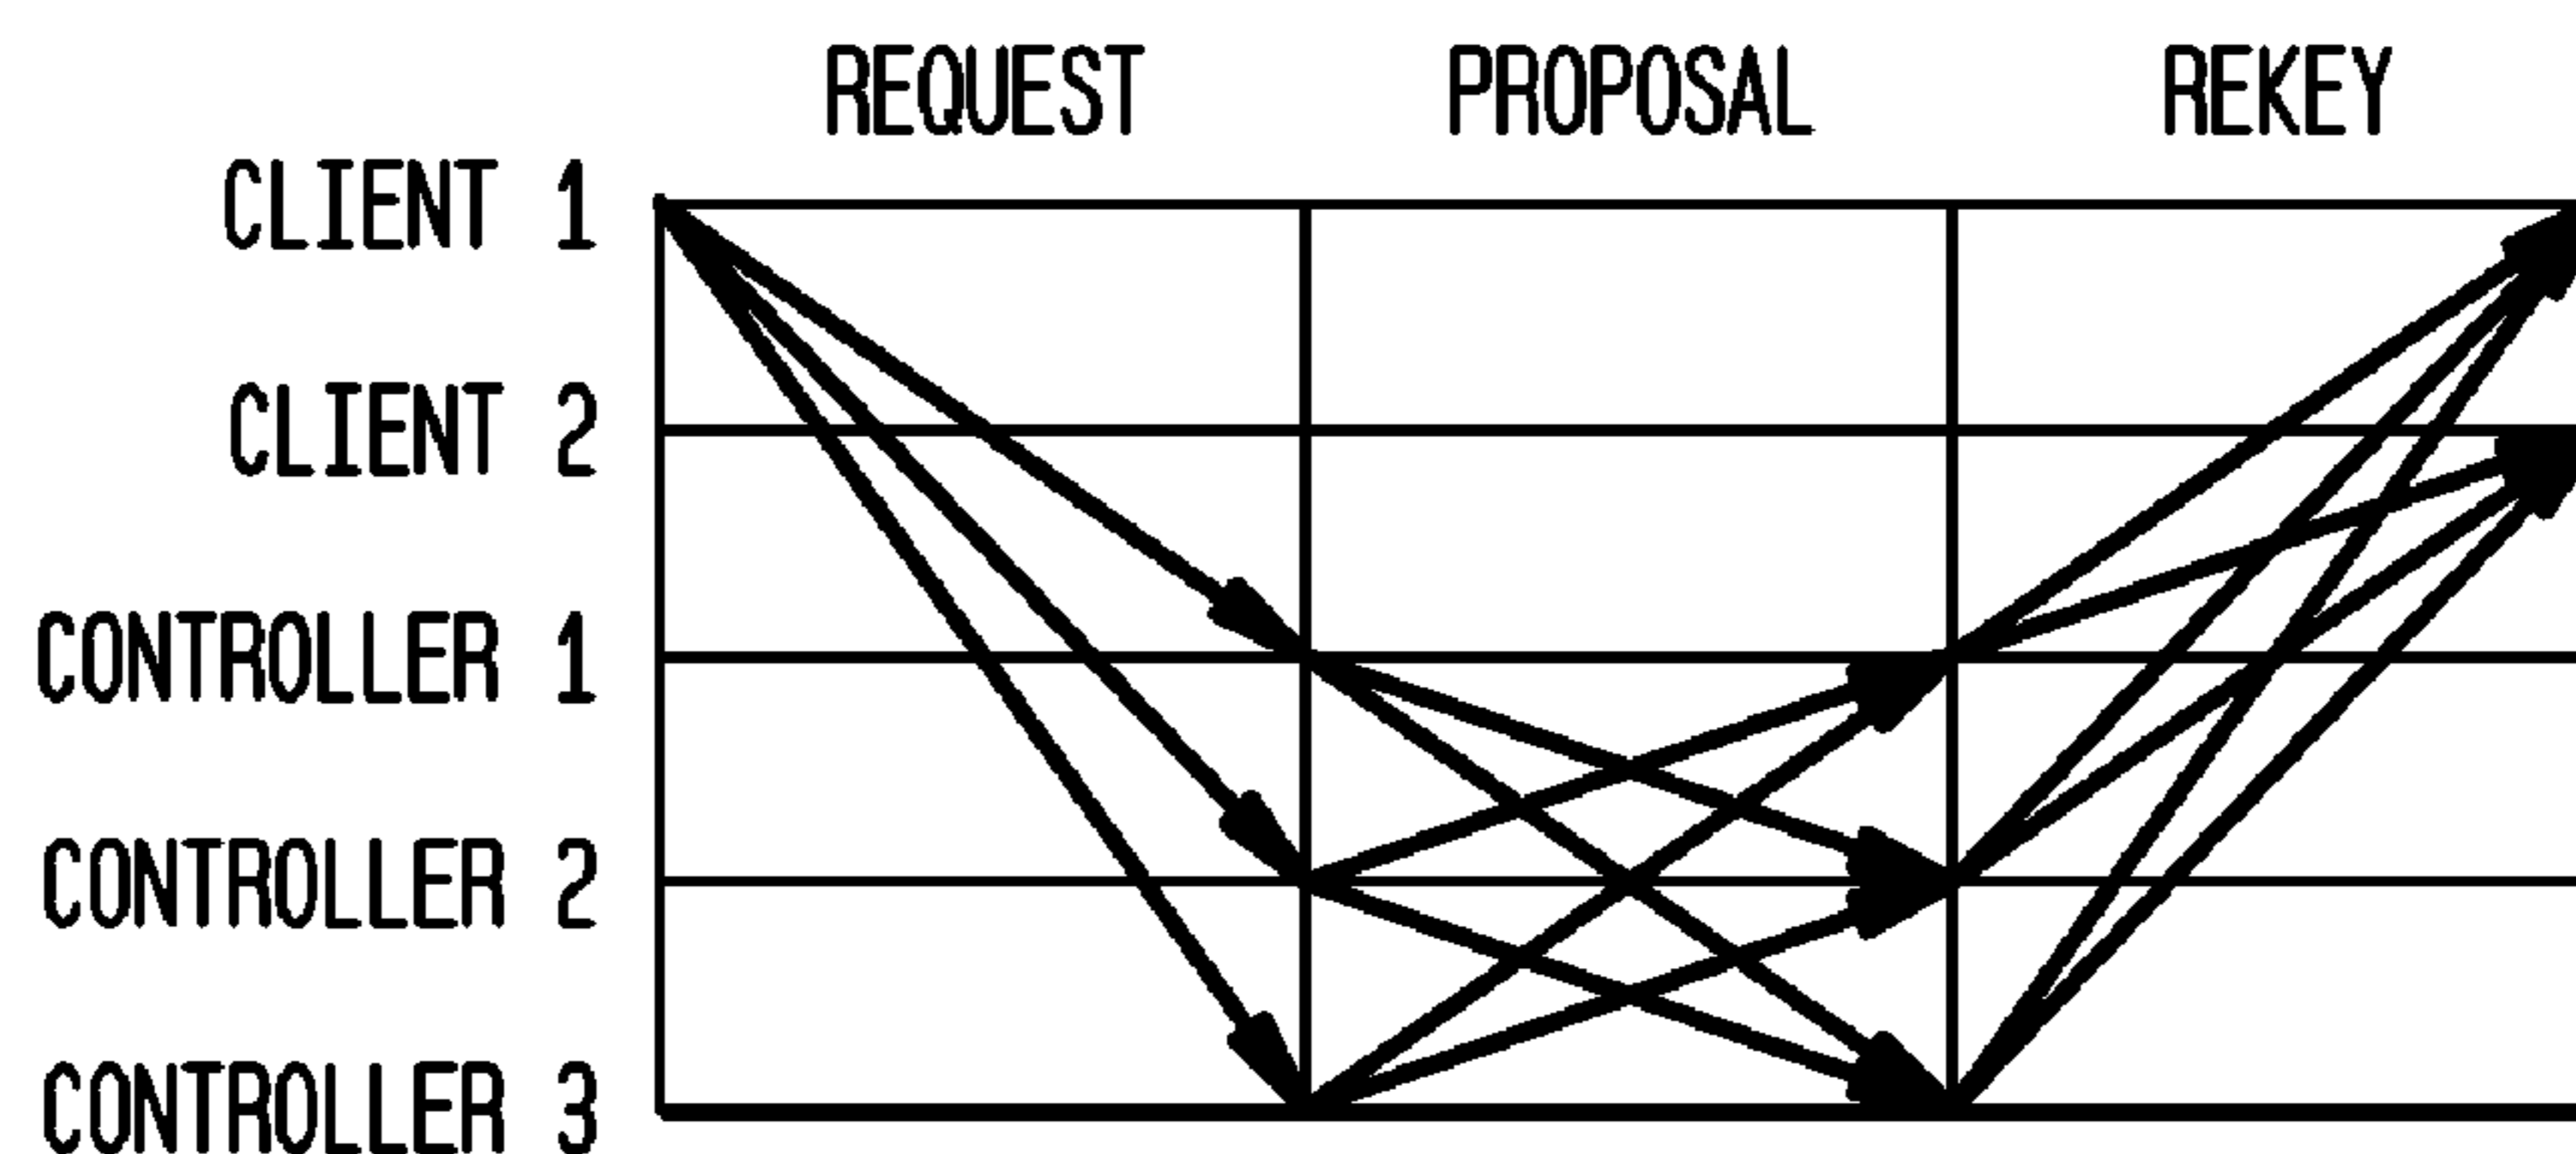 REQUEST PROPOSAL REKEY
CLIENT 1
CLIENT 2
CONTROLLER 1
CONTROLLER 2
CONTROLLER 3